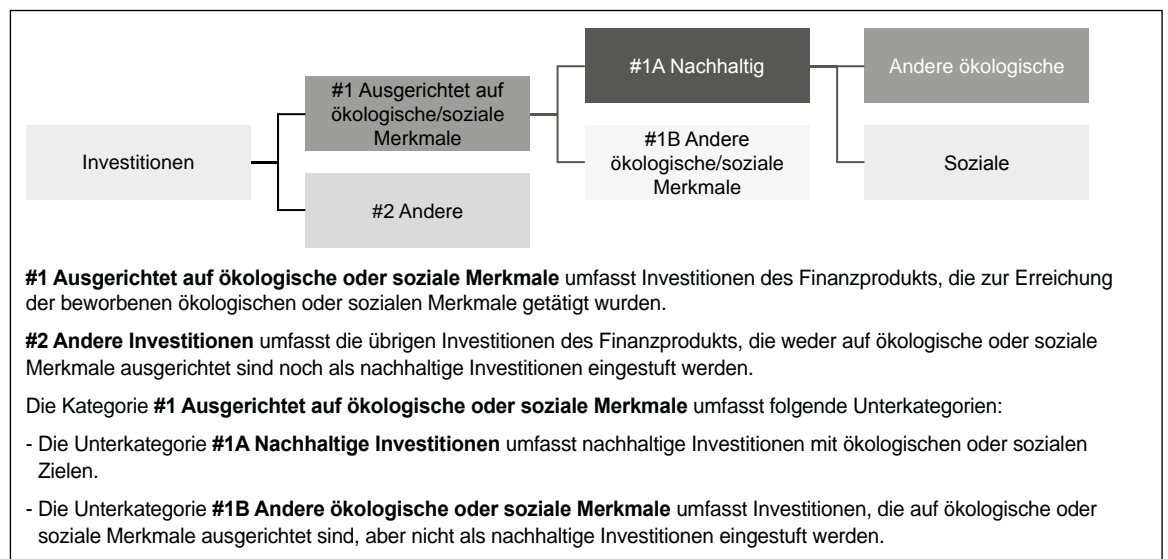 Investitionen
#1 Ausgerichtet auf
ökologische/soziale
Merkmale
#2 Andere
#1A Nachhaltig
#1B Andere
ökologische/soziale
Merkmale
Andere ökologische
Soziale
#1 Ausgerichtet auf ökologische oder soziale Merkmale umfasst Investitionen des Finanzprodukts, die zur Erreichung
der beworbenen ökologischen oder sozialen Merkmale getätigt wurden.
#2 Andere Investitionen umfasst die übrigen Investitionen des Finanzprodukts, die weder auf ökologische oder soziale
Merkmale ausgerichtet sind noch als nachhaltige Investitionen eingestuft werden.
Die Kategorie #1 Ausgerichtet auf ökologische oder soziale Merkmale umfasst folgende Unterkategorien:
- Die Unterkategorie #1A Nachhaltige Investitionen umfasst nachhaltige Investitionen mit ökologischen oder sozialen
Zielen.
- Die Unterkategorie #1B Andere ökologische oder soziale Merkmale umfasst Investitionen, die auf ökologische oder
soziale Merkmale ausgerichtet sind, aber nicht als nachhaltige Investitionen eingestuft werden.